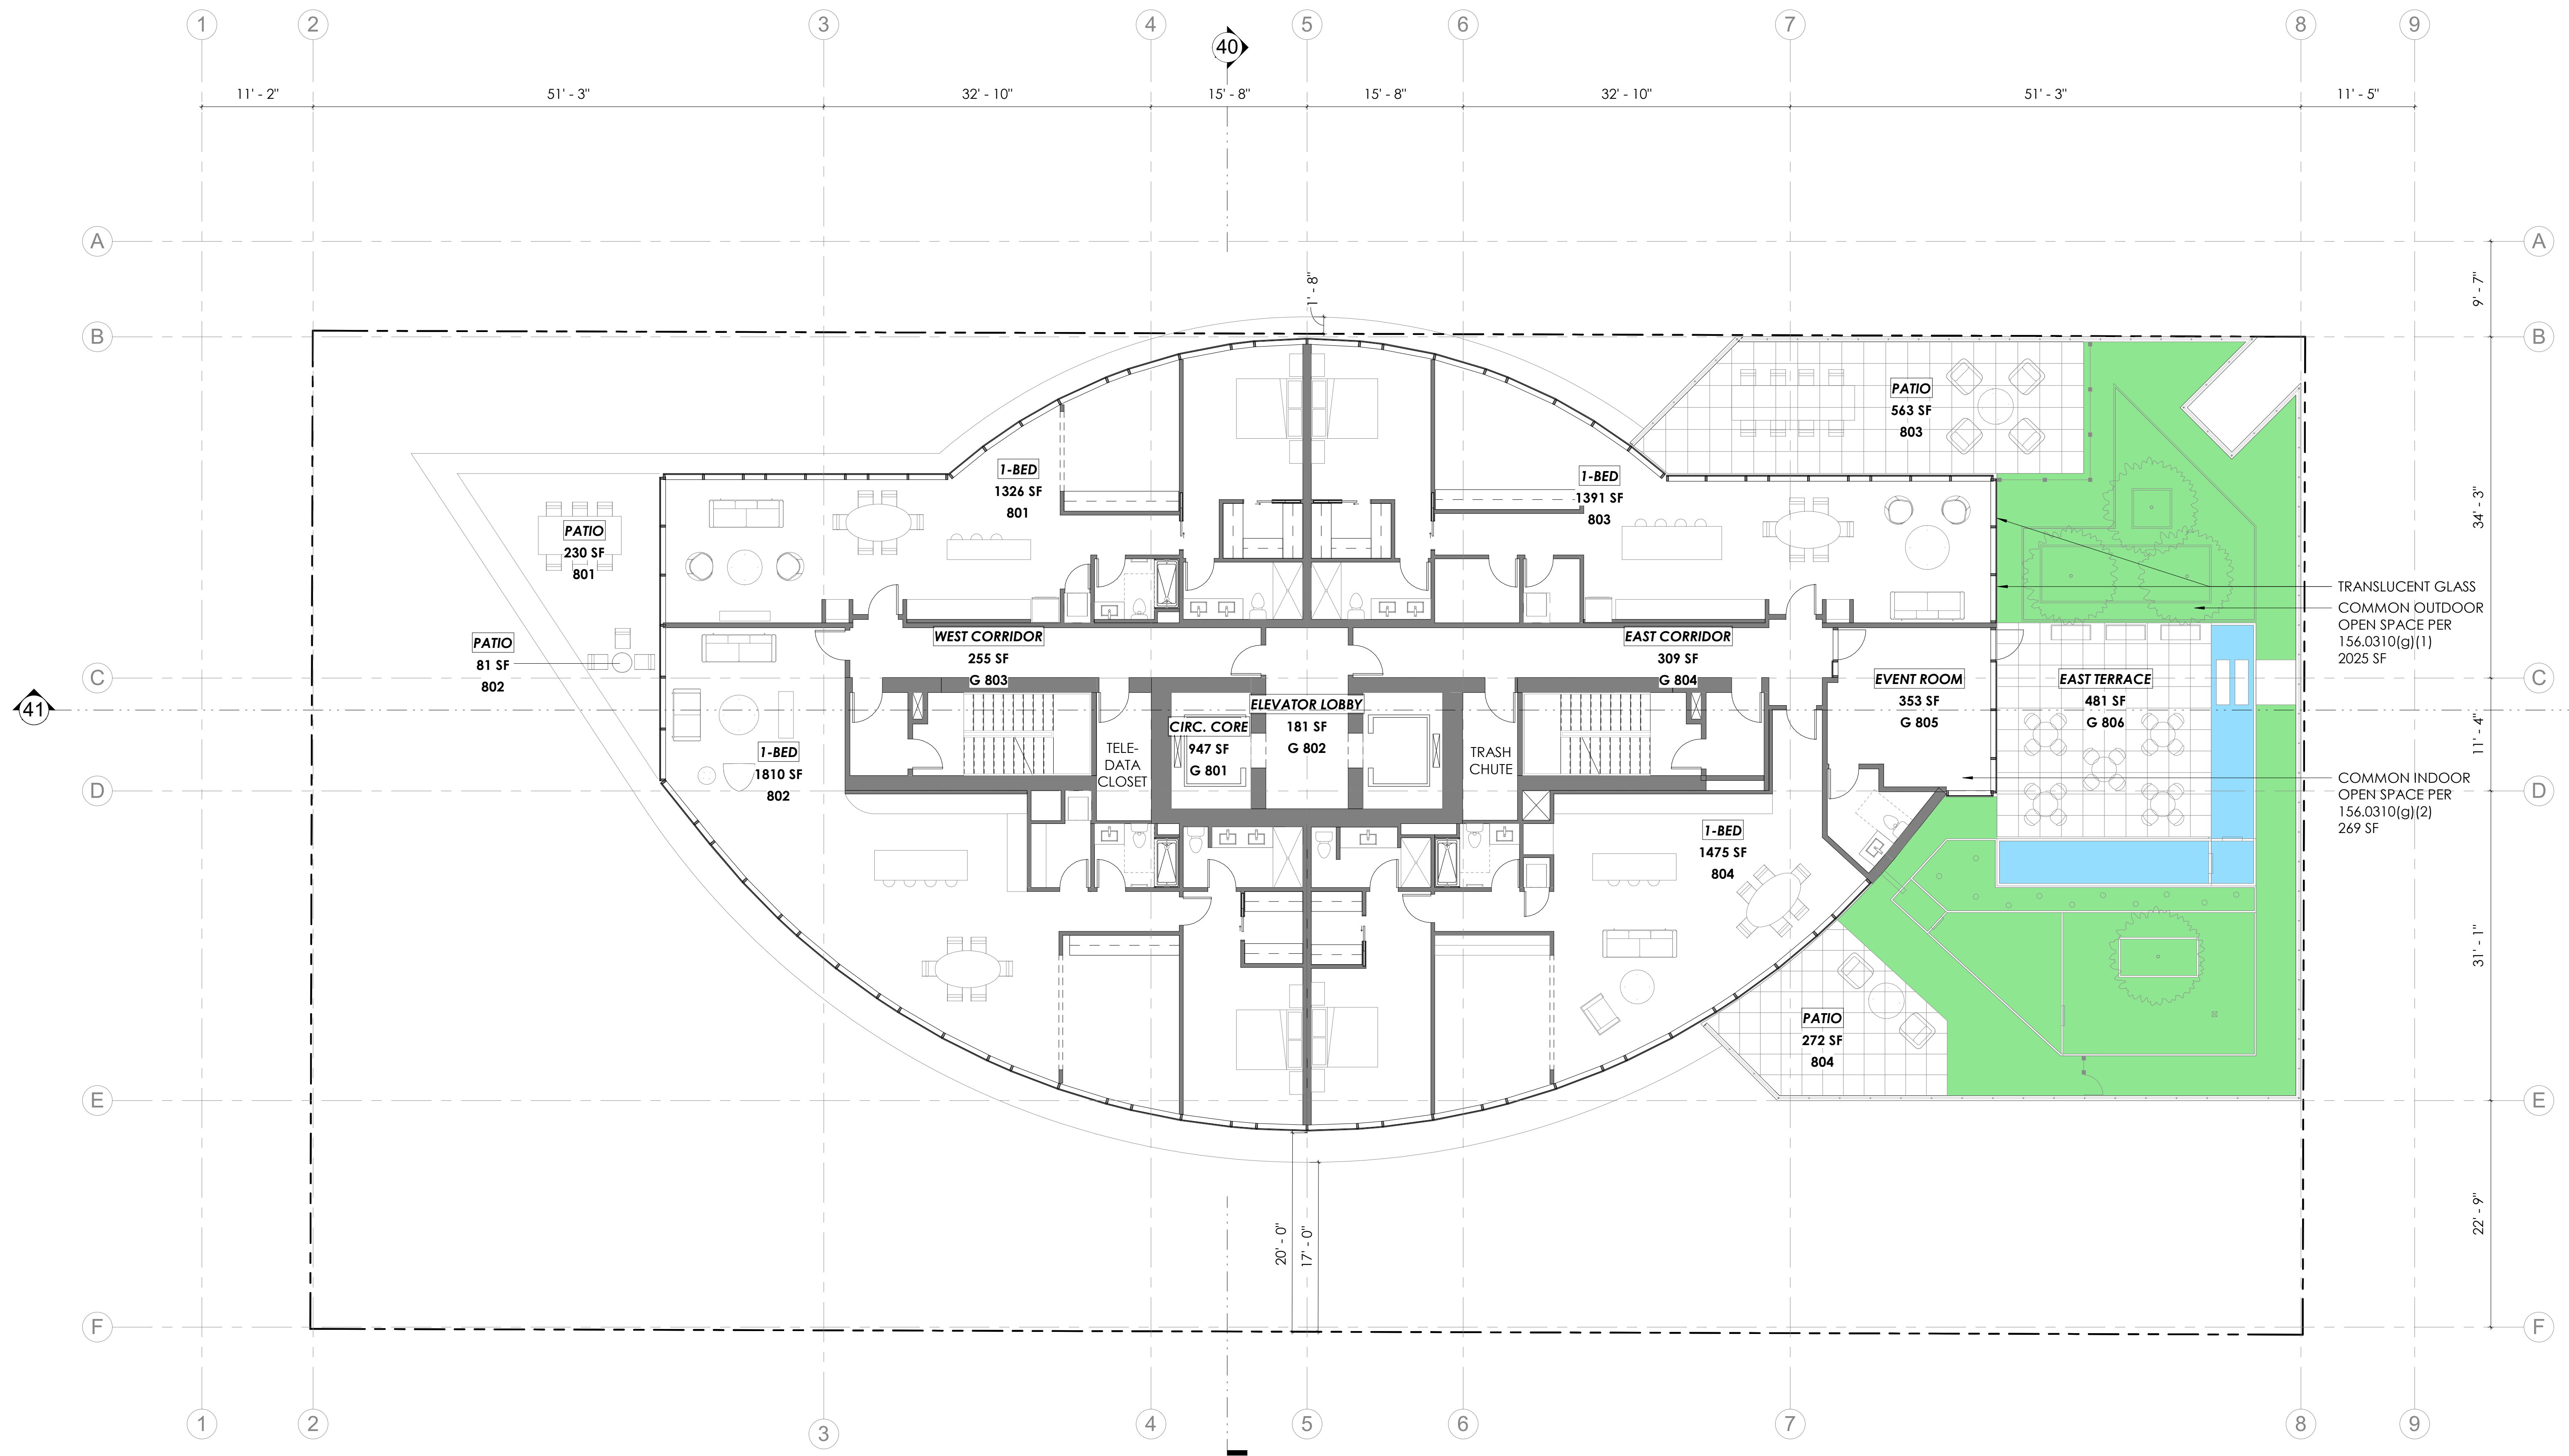 1
2
3
4
5
6
7
8
9
40
11' - 2"
51' - 3"
32' - 10"
15' - 8"
15' - 8"
32' - 10"
51' - 3"
11' - 5"
A
A
9' - 7"
1' - 8"
B
B
PATIO
563 SF
803
1-BED
1326 SF
801
1-BED
1391 SF
803
34' - 3"
PATIO
230 SF
801
TRANSLUCENT GLASS
COMMON OUTDOOR
OPEN SPACE PER
156.0310(g)(1)
2025 SF
PATIO
81 SF
802
WEST CORRIDOR
255 SF
G 803
EAST CORRIDOR
309 SF
G 804
C
C
EVENT ROOM
353 SF
G 805
EAST TERRACE
481 SF
G 806
41
ELEVATOR LOBBY
181 SF
G 802
CIRC. CORE
947 SF
G 801
11' - 4"
1-BED
1810 SF
802
TELE-
DATA
CLOSET
TRASH
CHUTE
COMMON INDOOR
OPEN SPACE PER
156.0310(g)(2)
269 SF
D
D
1-BED
1475 SF
804
31' - 1"
PATIO
272 SF
804
E
E
20' - 0"
17' - 0"
22' - 9"
F
F
1
2
3
4
5
6
7
8
9